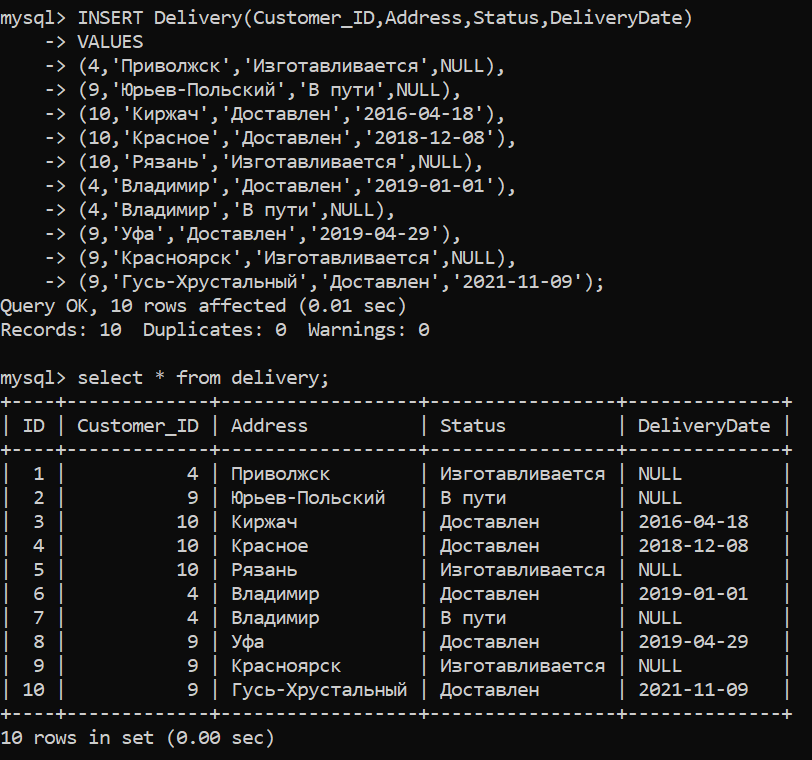 mysql> INSERT Delivery(Customer_ID,Address,Status,DeliveryDate)
    -> VALUES
    -> (4,'Приволжск','Изготавливается',NULL),
    -> (9,'Юрьев-Польский','В пути',NULL),
    -> (10,'Киржач','Доставлен','2016-04-18'),
    -> (10,'Красное','Доставлен','2018-12-08'),
    -> (10,'Рязань','Изготавливается',NULL),
    -> (4,'Владимир','Доставлен','2019-01-01'),
    -> (4,'Владимир','В пути',NULL),
    -> (9,'Уфа','Доставлен','2019-04-29'),
    -> (9,'Красноярск','Изготавливается',NULL),
    -> (9,'Гусь-Хрустальный','Доставлен','2021-11-09');
Query OK, 10 rows affected (0.01 sec)
Records: 10  Duplicates: 0  Warnings: 0

mysql> select * from delivery;
+----+-------------+------------------+-----------------+--------------+
| ID | Customer_ID | Address          | Status          | DeliveryDate |
+----+-------------+------------------+-----------------+--------------+
|  1 |           4 | Приволжск        | Изготавливается | NULL         |
|  2 |           9 | Юрьев-Польский   | В пути          | NULL         |
|  3 |          10 | Киржач           | Доставлен       | 2016-04-18   |
|  4 |          10 | Красное          | Доставлен       | 2018-12-08   |
|  5 |          10 | Рязань           | Изготавливается | NULL         |
|  6 |           4 | Владимир         | Доставлен       | 2019-01-01   |
|  7 |           4 | Владимир         | В пути          | NULL         |
|  8 |           9 | Уфа              | Доставлен       | 2019-04-29   |
|  9 |           9 | Красноярск       | Изготавливается | NULL         |
| 10 |           9 | Гусь-Хрустальный | Доставлен       | 2021-11-09   |
+----+-------------+------------------+-----------------+--------------+
10 rows in set (0.00 sec)